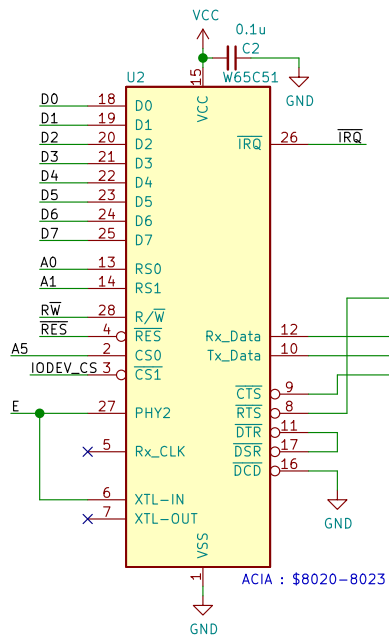 VCC
0.1u
C2
U2
W65C51
GND
15
VCC
D0 18 D0
D1 19 D1
D2 20 D2
D3 21 D3
D4 22 D4
D5 23 D5
D6 24 D6
D7 25 D7
A0 13 RS0
A1 14 RS1
RW 28 R/W
RES 4 RES
A5 2 CS0
IODEV_CS 3 CS1
E 27 PHY2
5 Rx_CLK
6 XTL-IN
7 XTL-OUT
IRQ 26 IRQ
Rx_Data 12
Tx_Data 10
CTS 9
RTS 8
DTR 11
DSR 17
DCD 16
GND
VSS
1
ACIA : $8020-8023
GND